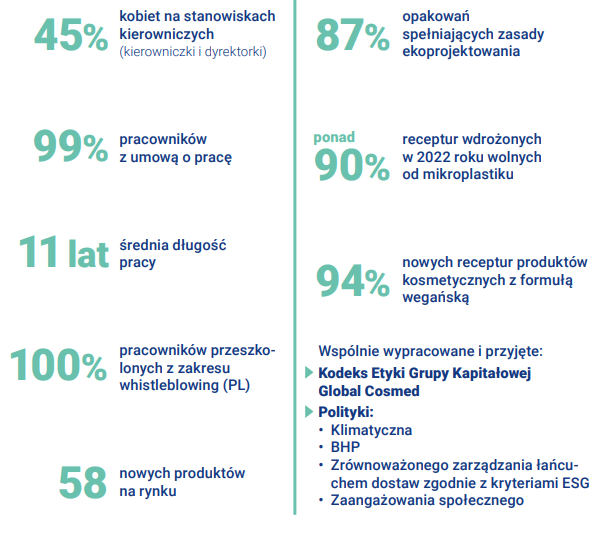 45% kobiet na stanowiskach
kierowniczych
(kierowniczki i dyrektorki)
99% pracowników
z umową o pracę
11 lat średnia długość
pracy
100% pracowników przeszko-
lonych z zakresu
whistleblowing (PL)
58 nowych produktów
na rynku
87% opakowań
spełniających zasady
ekoprojektowania
ponad
90% receptur wdrożonych
w 2022 roku wolnych
od mikroplastiku
94% nowych receptur produktów
kosmetycznych z formułą
wegańską
Wspólnie wypracowane i przyjęte:
Kodeks Etyki Grupy Kapitałowej
Global Cosmed
Polityki:
• Klimatyczna
• BHP
• Zrównoważonego zarządzania łańcu-
chem dostaw zgodnie z kryteriami ESG
• Zaangażowania społecznego